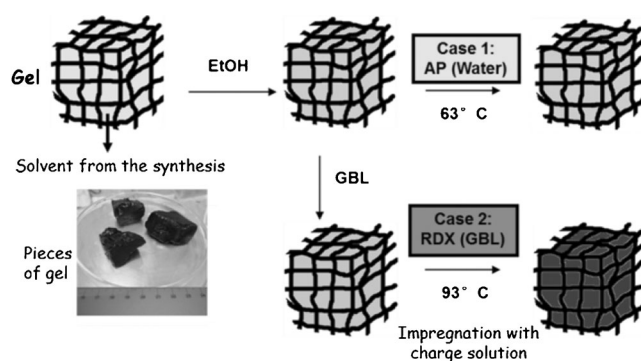 Gel
EtOH
Case 1:
AP (Water)
63° C
Solvent from the synthesis
GBL
Pieces
of gel
Case 2:
RDX (GBL)
93° C
Impregnation with
charge solution